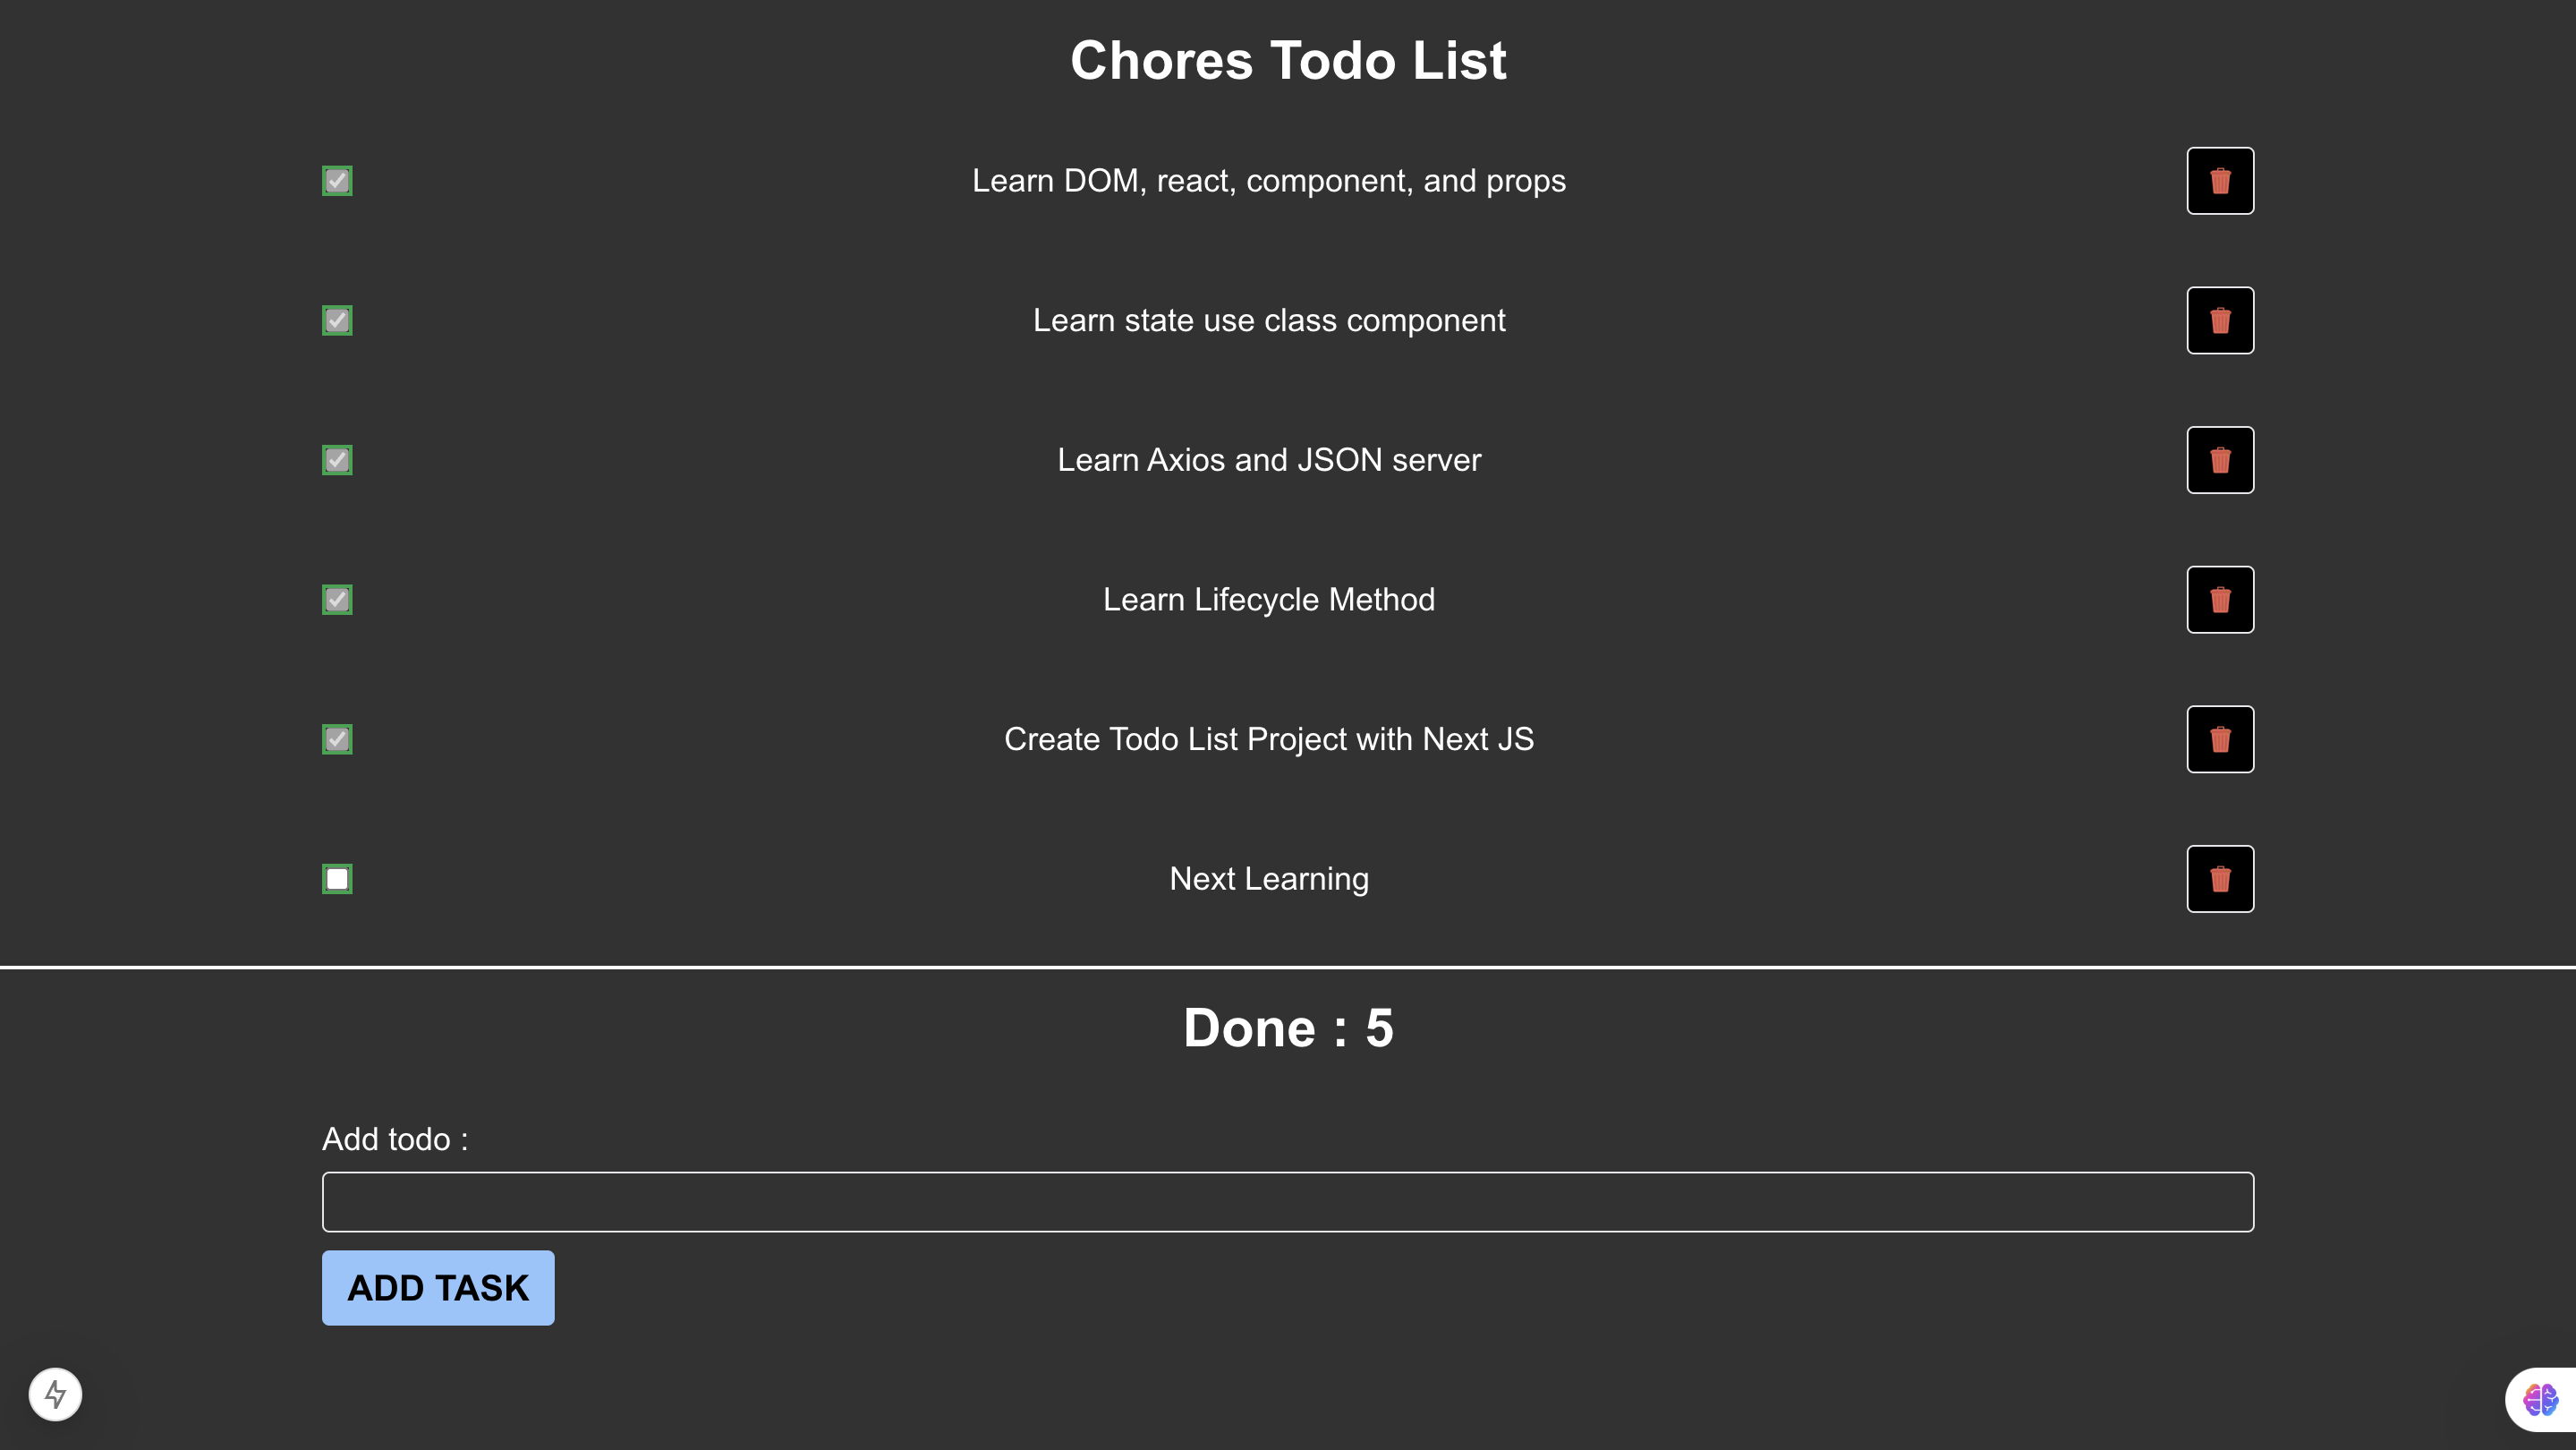 Chores Todo List
Learn DOM, react, component, and props
Learn state use class component
Learn Axios and JSON server
Learn Lifecycle Method
Create Todo List Project with Next JS
Next Learning
Done : 5
Add todo :
ADD TASK